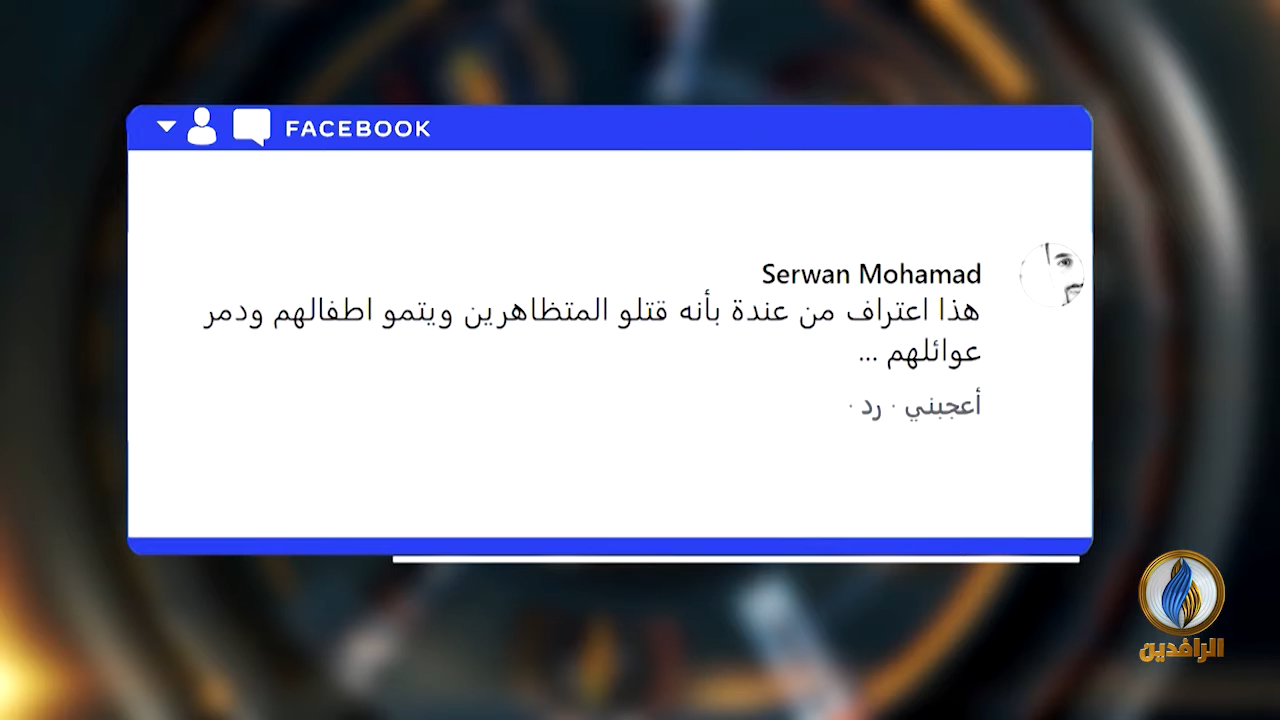 FACEBOOK
Serwan Mohamad
هذا اعتراف من عندة بأنه قتلو المتظاهرين ويتمو اطفالهم ودمر
عوائلهم ...
أعجبني · رد ·
الرافدين